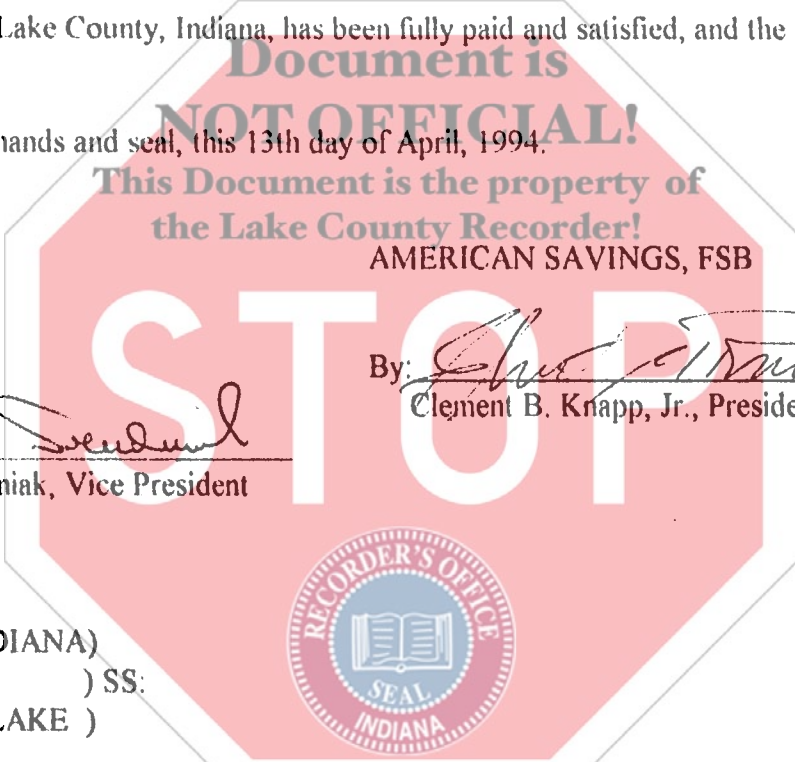 Lake County, Indiana, has been fully paid and satisfied, and the
Document is
NOT OFFICIAL!
hands and seal, this 13th day of April, 1994.
This Document is the property of
the Lake County Recorder!
AMERICAN SAVINGS, FSB
STOP
By:
Clement B. Knapp, Jr., Preside
niak, Vice President
RECORDER'S OFFICE
SEAL
INDIANA
DIANA)
) SS:
LAKE )